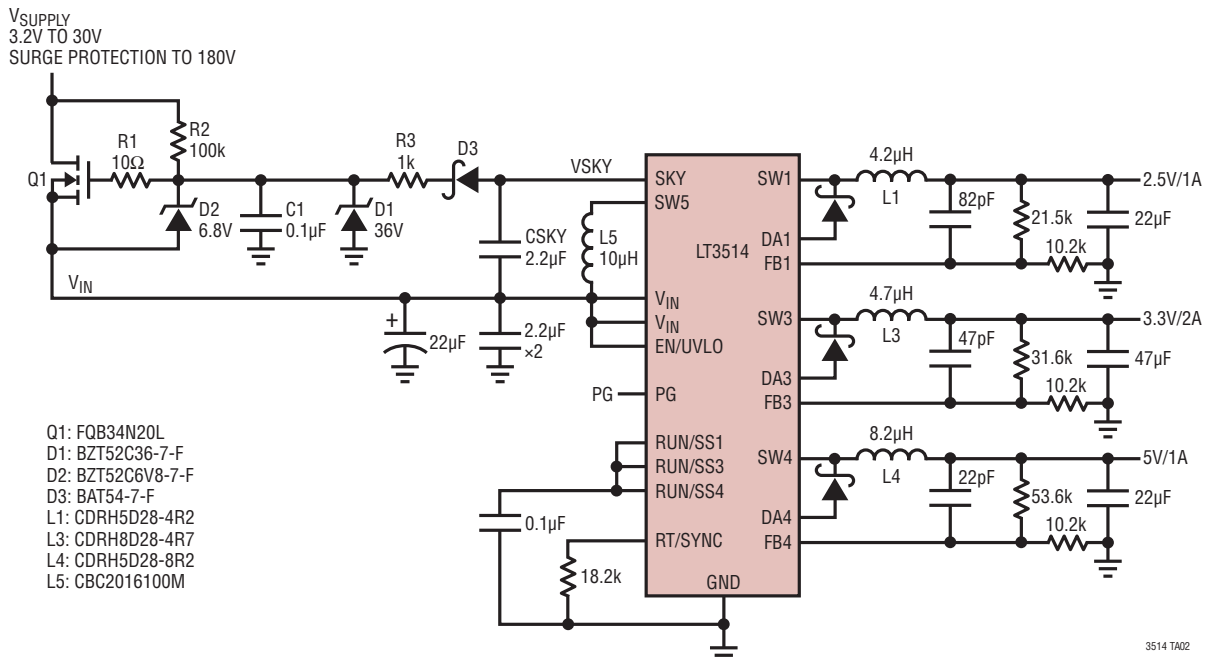 VSUPPLY
3.2V TO 30V
SURGE PROTECTION TO 180V
Q1
R1
10Ω
R2
100k
D2
6.8V
C1
0.1µF
D1
36V
R3
1k
D3
VSKY
CSKY
2.2µF
L5
10µH
VIN
+
22µF
2.2µF
×2
PG
0.1µF
18.2k
SKY
SW5
VIN
VIN
EN/UVLO
PG
RUN/SS1
RUN/SS3
RUN/SS4
RT/SYNC
GND
LT3514
SW1
DA1
FB1
SW3
DA3
FB3
SW4
DA4
FB4
4.2µH
L1
82pF
21.5k
10.2k
22µF
2.5V/1A
4.7µH
L3
47pF
31.6k
10.2k
47µF
3.3V/2A
8.2µH
L4
22pF
53.6k
10.2k
22µF
5V/1A
Q1: FQB34N20L
D1: BZT52C36-7-F
D2: BZT52C6V8-7-F
D3: BAT54-7-F
L1: CDRH5D28-4R2
L3: CDRH8D28-4R7
L4: CDRH5D28-8R2
L5: CBC2016100M
3514 TA02